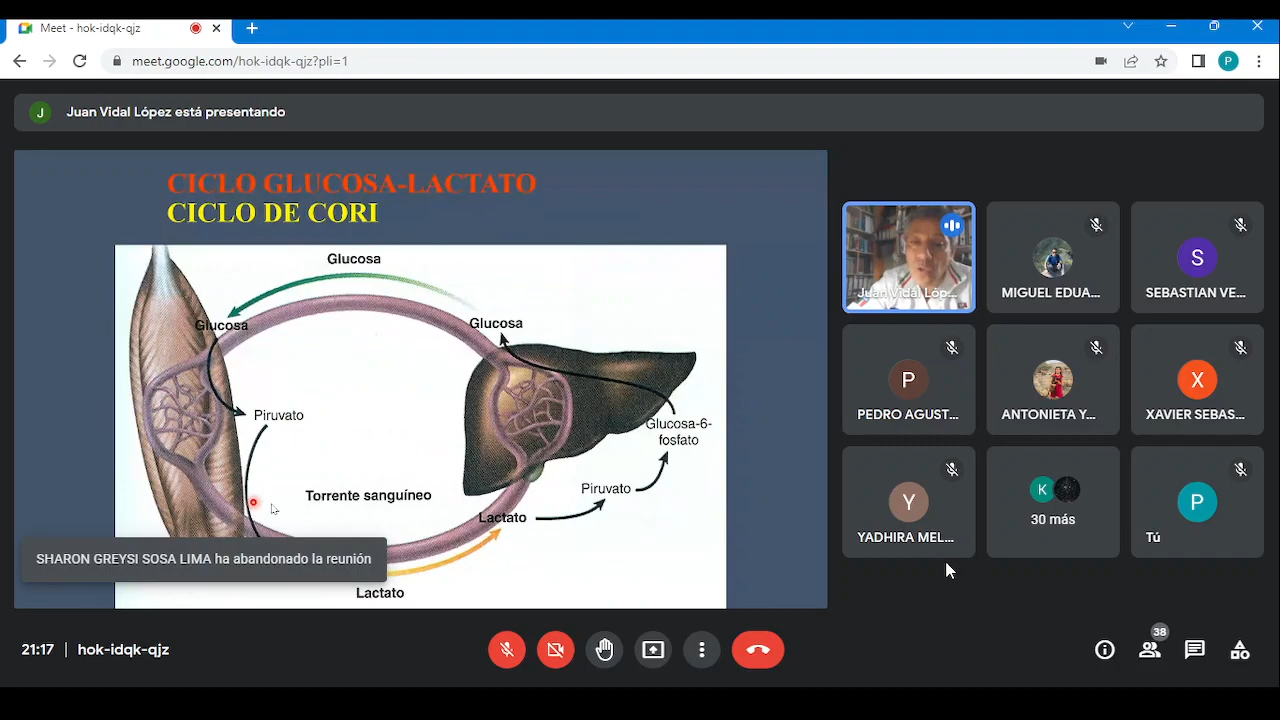 Meet - hok-idqk-qjz
meet.google.com/hok-idqk-qjz?pli=1
P
J
Juan Vidal López está presentando
CICLO GLUCOSA-LACTATO
CICLO DE CORI
Glucosa
Glucosa
Glucosa
Piruvato
Glucosa-6-
fosfato
Torrente sanguíneo
Piruvato
Lactato
Lactato
SHARON GREYSI SOSA LIMA ha abandonado la reunión
Juan Vidal Lóp...
MIGUEL EDUA...
S
SEBASTIAN VE...
P
PEDRO AGUST...
ANTONIETA Y...
X
XAVIER SEBAS...
Y
YADHIRA MEL...
K
30 más
P
Tú
21:17 | hok-idqk-qjz
38